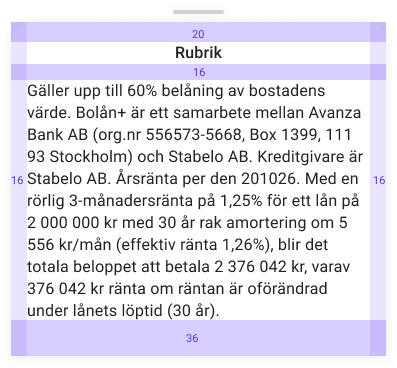 20
Rubrik
16
Gäller upp till 60% belåning av bostadens
värde. Bolån+ är ett samarbete mellan Avanza
Bank AB (org.nr 556573-5668, Box 1399, 111
93 Stockholm) och Stabelo AB. Kreditgivare är
16 Stabelo AB. Årsränta per den 201026. Med en 16
rörlig 3-månadersränta på 1,25% för ett lån på
2 000 000 kr med 30 år rak amortering om 5
556 kr/mån (effektiv ränta 1,26%), blir det
totala beloppet att betala 2 376 042 kr, varav
376 042 kr ränta om räntan är oförändrad
under lånets löptid (30 år).
36